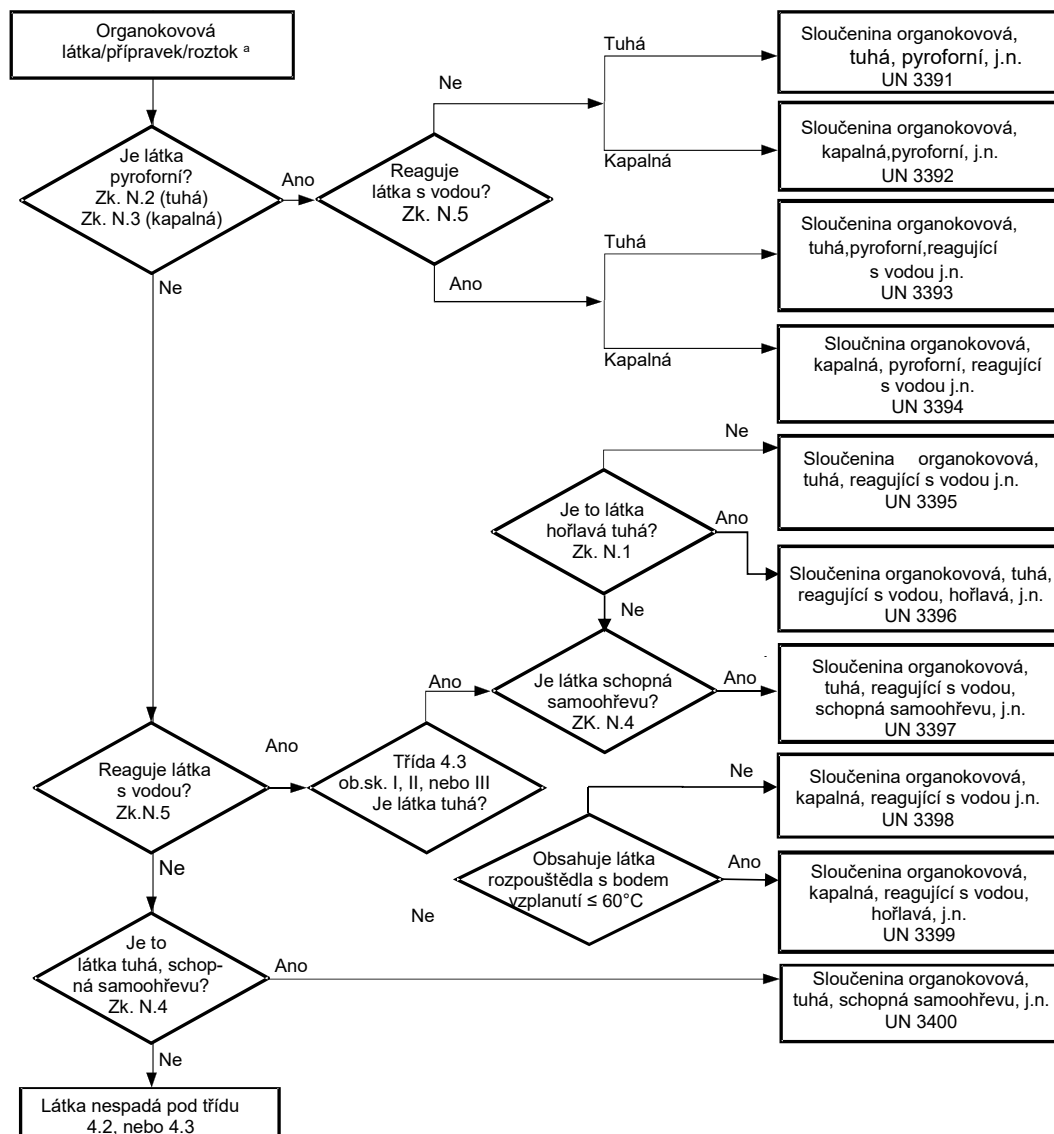 Organokovová
látka/přípravek/roztok ᵃ
Je látka
pyroforní?
Zk. N.2 (tuhá)
Zk. N.3 (kapalná)
Ano
Ne
Reaguje
látka s vodou?
Zk. N.5
Ne
Ano
Tuhá
Kapalná
Tuhá
Kapalná
Sloučenina organokovová,
tuhá, pyroforní, j.n.
UN 3391
Sloučenina organokovová,
kapalná,pyroforní, j.n.
UN 3392
Sloučenina organokovová,
tuhá,pyroforní,reagující
s vodou j.n.
UN 3393
Sloučnina organokovová,
kapalná, pyroforní, reagující
s vodou j.n.
UN 3394
Ne
Sloučenina organokovová,
tuhá, reagující s vodou j.n.
UN 3395
Je to látka
hořlavá tuhá?
Zk. N.1
Ano
Ne
Sloučenina organokovová, tuhá,
reagující s vodou, hořlavá, j.n.
UN 3396
Ano
Je látka schopná
samoohřevu?
ZK. N.4
Ano
Sloučenina organokovová,
tuhá, reagující s vodou,
schopná samoohřevu, j.n.
UN 3397
Reaguje látka
s vodou?
Zk.N.5
Ano
Ne
Třída 4.3
ob.sk. I, II, nebo III
Je látka tuhá?
Ne
Ne
Sloučenina organokovová,
kapalná, reagující s vodou j.n.
UN 3398
Obsahuje látka
rozpouštědla s bodem
vzplanutí ≤ 60°C
Ano
Sloučenina organokovová,
kapalná, reagující s vodou,
hořlavá, j.n.
UN 3399
Je to
látka tuhá, schop-
ná samoohřevu?
Zk. N.4
Ano
Ne
Sloučenina organokovová,
tuhá, schopná samoohřevu, j.n.
UN 3400
Látka nespadá pod třídu
4.2, nebo 4.3